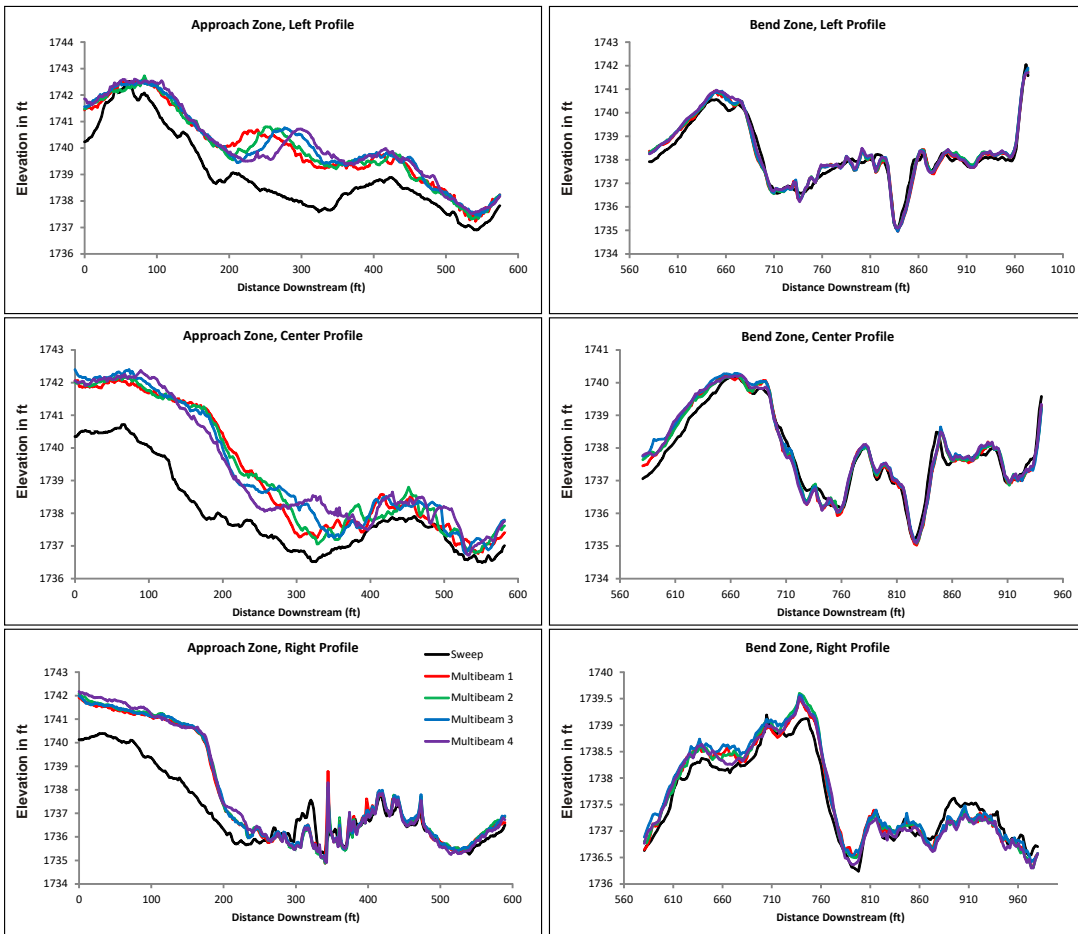 Approach Zone, Left Profile
Elevation in ft
1744
1743
1742
1741
1740
1739
1738
1737
1736
0 100 200 300 400 500 600
Distance Downstream (ft)
Bend Zone, Left Profile
Elevation in ft
1742
1741
1740
1739
1738
1737
1736
1735
1734
560 610 660 710 760 810 860 910 960 1010
Distance Downstream (ft)
Approach Zone, Center Profile
Elevation in ft
1743
1742
1741
1740
1739
1738
1737
1736
0 100 200 300 400 500 600
Distance Downstream (ft)
Bend Zone, Center Profile
Elevation in ft
1741
1740
1739
1738
1737
1736
1735
1734
560 610 660 710 760 810 860 910 960
Distance Downstream (ft)
Approach Zone, Right Profile
Elevation in ft
1743
1742
1741
1740
1739
1738
1737
1736
1735
1734
0 100 200 300 400 500 600
Distance Downstream (ft)
Sweep
Multibeam 1
Multibeam 2
Multibeam 3
Multibeam 4
Bend Zone, Right Profile
Elevation in ft
1740
1739.5
1739
1738.5
1738
1737.5
1737
1736.5
1736
560 610 660 710 760 810 860 910 960
Distance Downstream (ft)